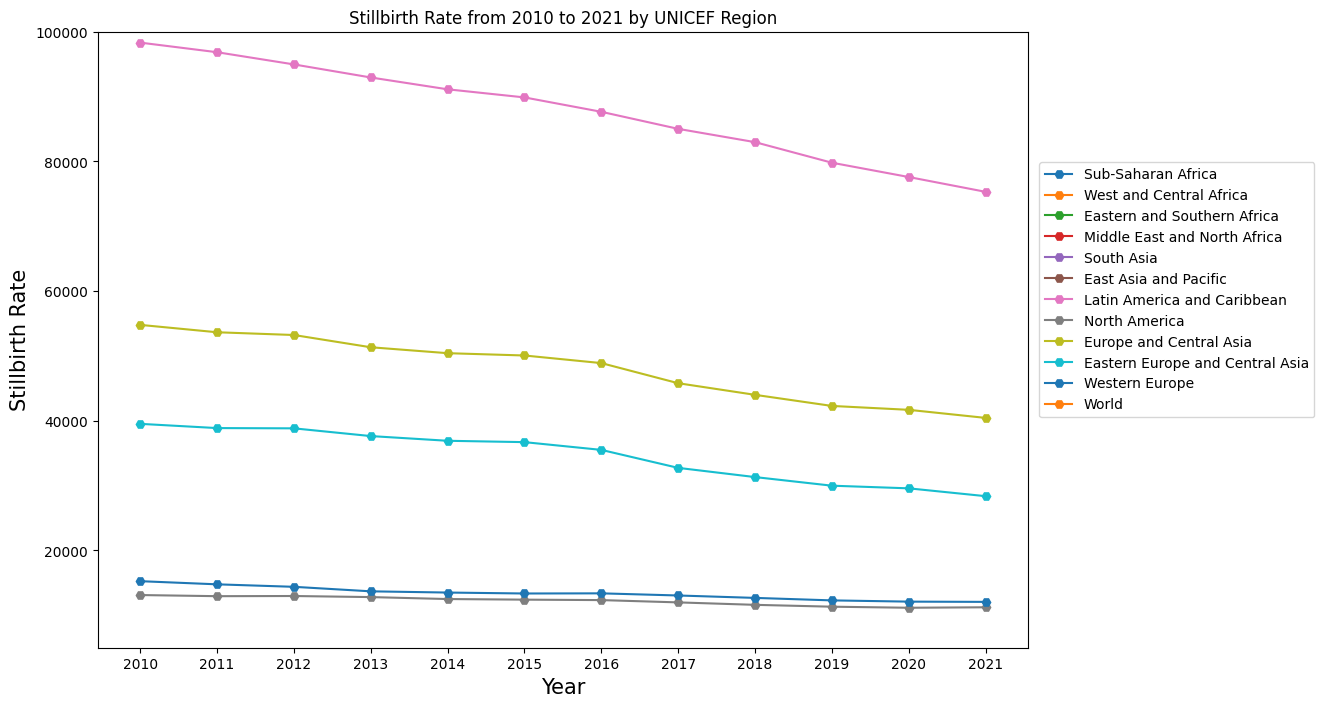 Stillbirth Rate from 2010 to 2021 by UNICEF Region
100000
80000
60000
40000
20000
Stillbirth Rate
2010 2011 2012 2013 2014 2015 2016 2017 2018 2019 2020 2021
Year
Sub-Saharan Africa
West and Central Africa
Eastern and Southern Africa
Middle East and North Africa
South Asia
East Asia and Pacific
Latin America and Caribbean
North America
Europe and Central Asia
Eastern Europe and Central Asia
Western Europe
World